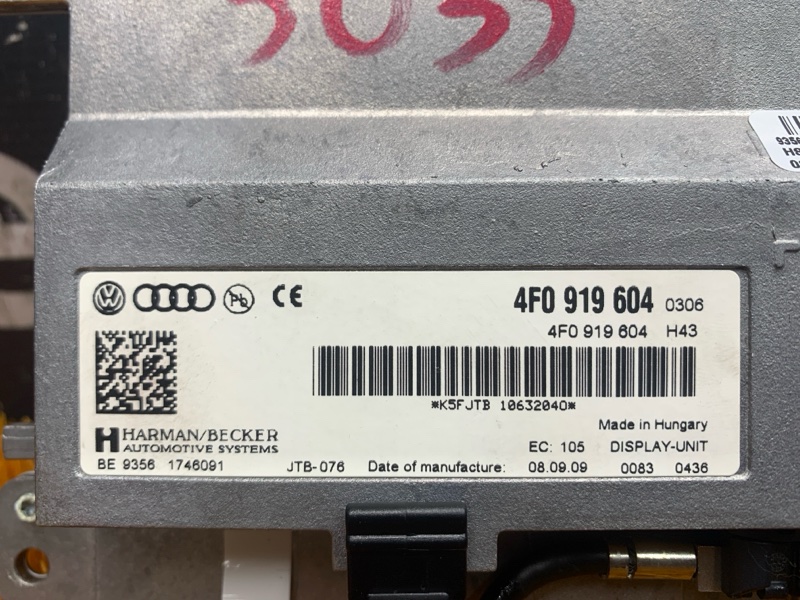 3033
9356
4F0 919 604 0306
4F0 919 604 H43
*K5FJTB 10632040*
Made in Hungary
HARMAN/BECKER
AUTOMOTIVE SYSTEMS
EC: 105 DISPLAY-UNIT
BE 9356 1746091 JTB-076 Date of manufacture: 08.09.09 0083 0436